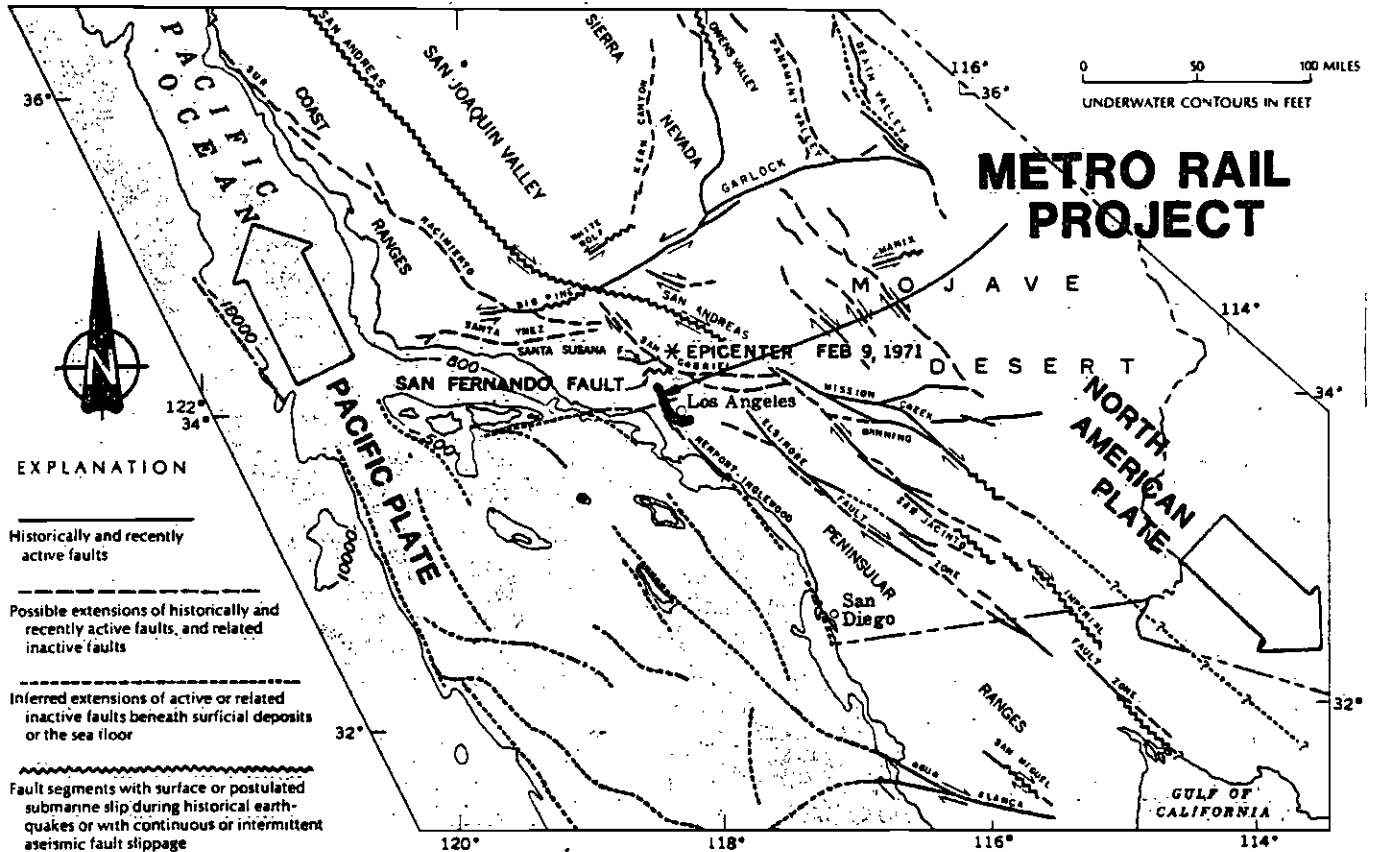 PACIFIC
OCEAN
SUR
COAST
RANGES
NACIMIENTO
SAN ANDREAS
SAN JOAQUIN VALLEY
SIERRA
NEVADA
KERN CANYON
OWENS VALLEY
PANAMINT VALLEY
DEATH VALLEY
WHITE
WOLF
GARLOCK
116°
36°
36°
0 50 100 MILES
UNDERWATER CONTOURS IN FEET
METRO RAIL
PROJECT
MANIX
MOJAVE
DESERT
114°
34°
BIG PINE
SANTA YNEZ
SANTA SUSANA F
SAN ANDREAS
SAN GABRIEL
* EPICENTER FEB 9, 1971
SAN FERNANDO FAULT
Los Angeles
MISSION CREEK
BANNING
N
10000
600
600
122°
34°
PACIFIC PLATE
NORTH
AMERICAN
PLATE
NEWPORT-INGLEWOOD
ELSINORE
FAULT
ZONE
SAN JACINTO
PENINSULAR
RANGES
San
Diego
IMPERIAL
FAULT
ZONE
?
?
?
?
?
10000
EXPLANATION
Historically and recently
active faults
Possible extensions of historically and
recently active faults, and related
inactive faults
Inferred extensions of active or related
inactive faults beneath surficial deposits
or the sea floor
Fault segments with surface or postulated
submarine slip during historical earth-
quakes or with continuous or intermittent
aseismic fault slippage
32°
32°
AGUA
BLANCA
SAN MIGUEL
GULF OF
CALIFORNIA
120°
118°
116°
114°